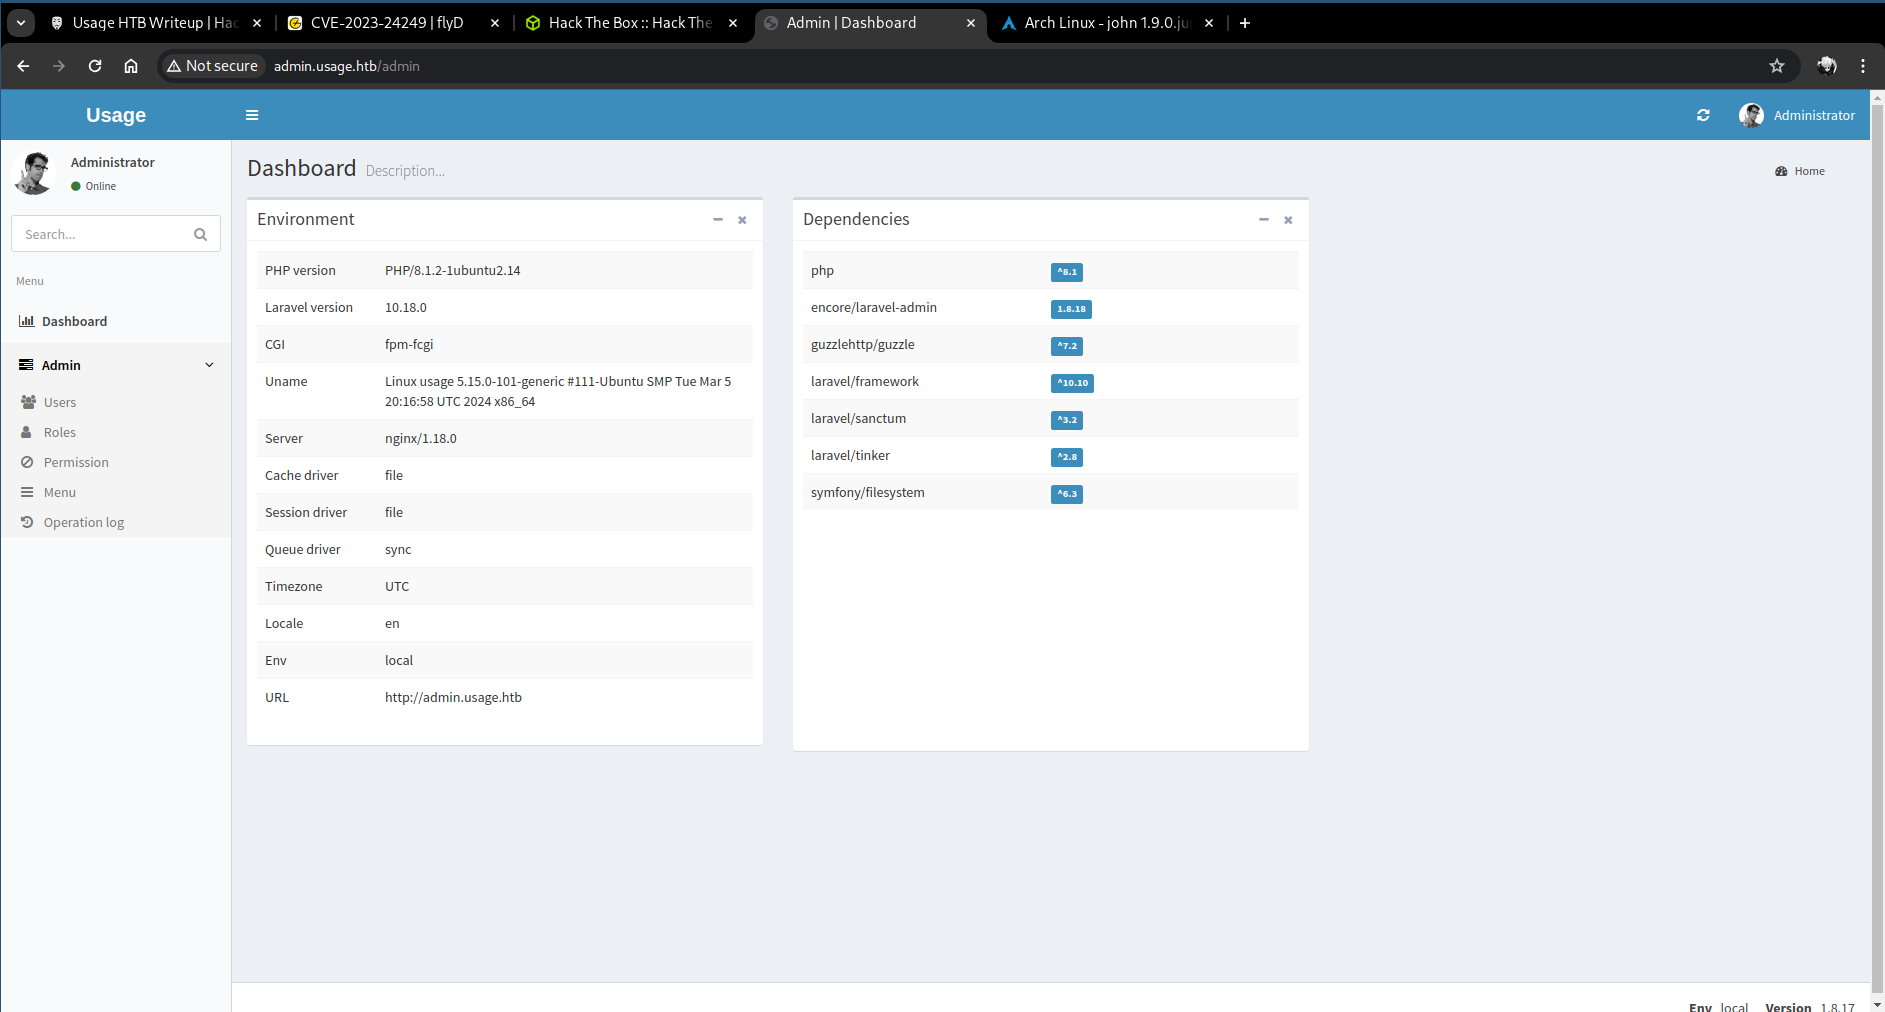 Usage HTB Writeup | Hac
CVE-2023-24249 | flyD
Hack The Box :: Hack The
Admin | Dashboard
Arch Linux - john 1.9.0.ju
Not secure
admin.usage.htb/admin
Usage
Administrator
Administrator
Online
Search...
Menu
Dashboard
Admin
Users
Roles
Permission
Menu
Operation log
Dashboard Description...
Home
Environment
PHP version PHP/8.1.2-1ubuntu2.14
Laravel version 10.18.0
CGI fpm-fcgi
Uname Linux usage 5.15.0-101-generic #111-Ubuntu SMP Tue Mar 5
20:16:58 UTC 2024 x86_64
Server nginx/1.18.0
Cache driver file
Session driver file
Queue driver sync
Timezone UTC
Locale en
Env local
URL http://admin.usage.htb
Dependencies
php ^8.1
encore/laravel-admin 1.8.18
guzzlehttp/guzzle ^7.2
laravel/framework ^10.10
laravel/sanctum ^3.2
laravel/tinker ^2.8
symfony/filesystem ^6.3
Env local Version 1.8.17